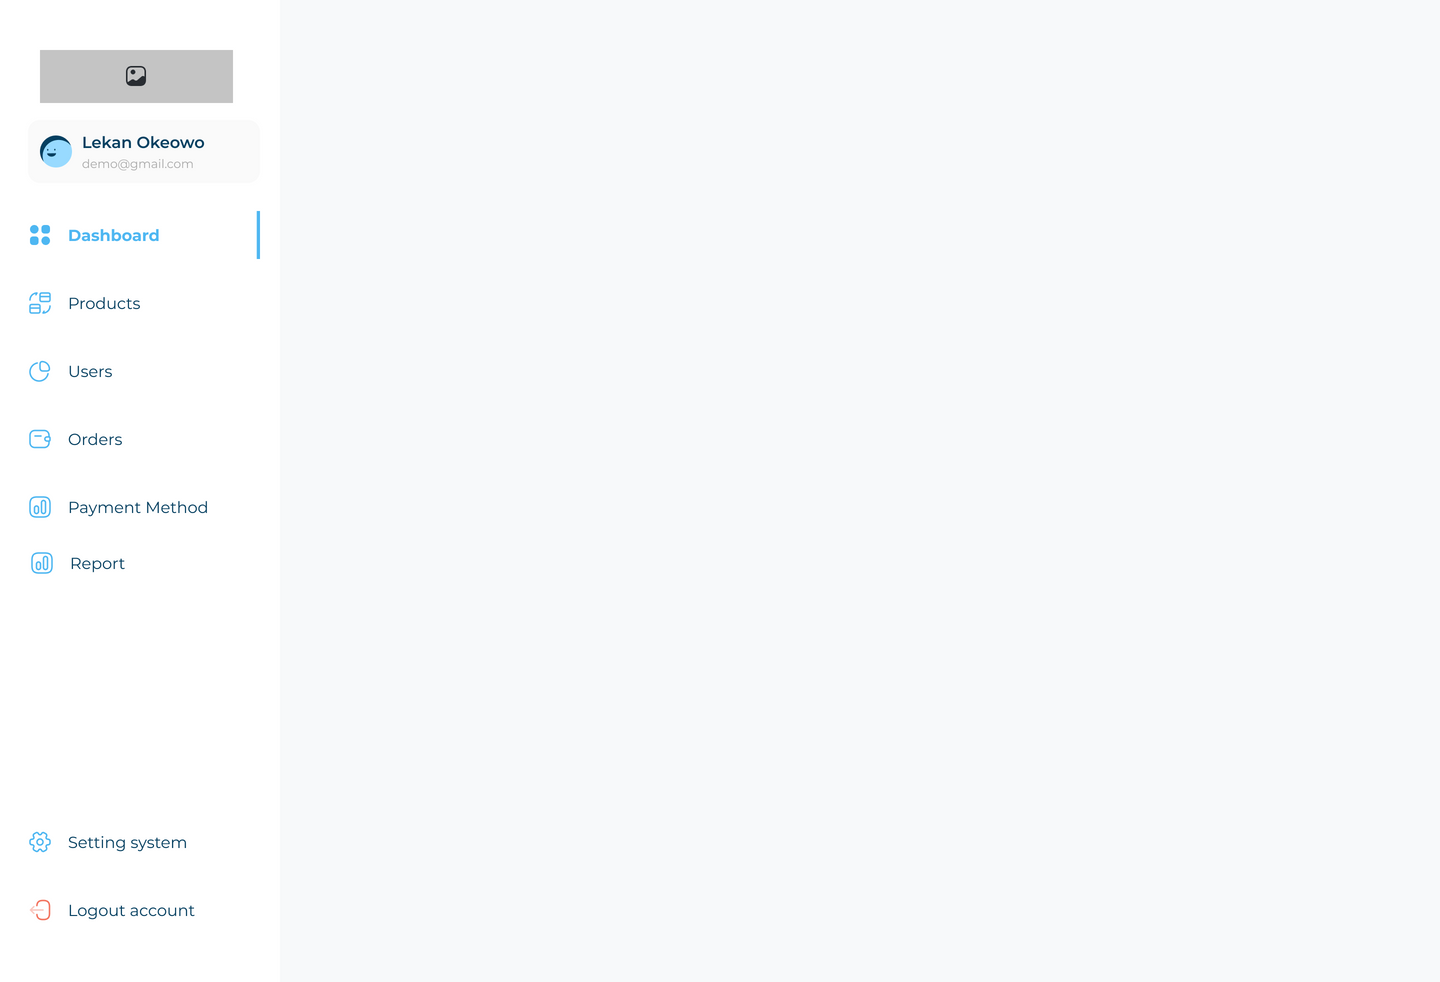 Lekan Okeowo
demo@gmail.com
Dashboard
Products
Users
Orders
Payment Method
Report
Setting system
Logout account